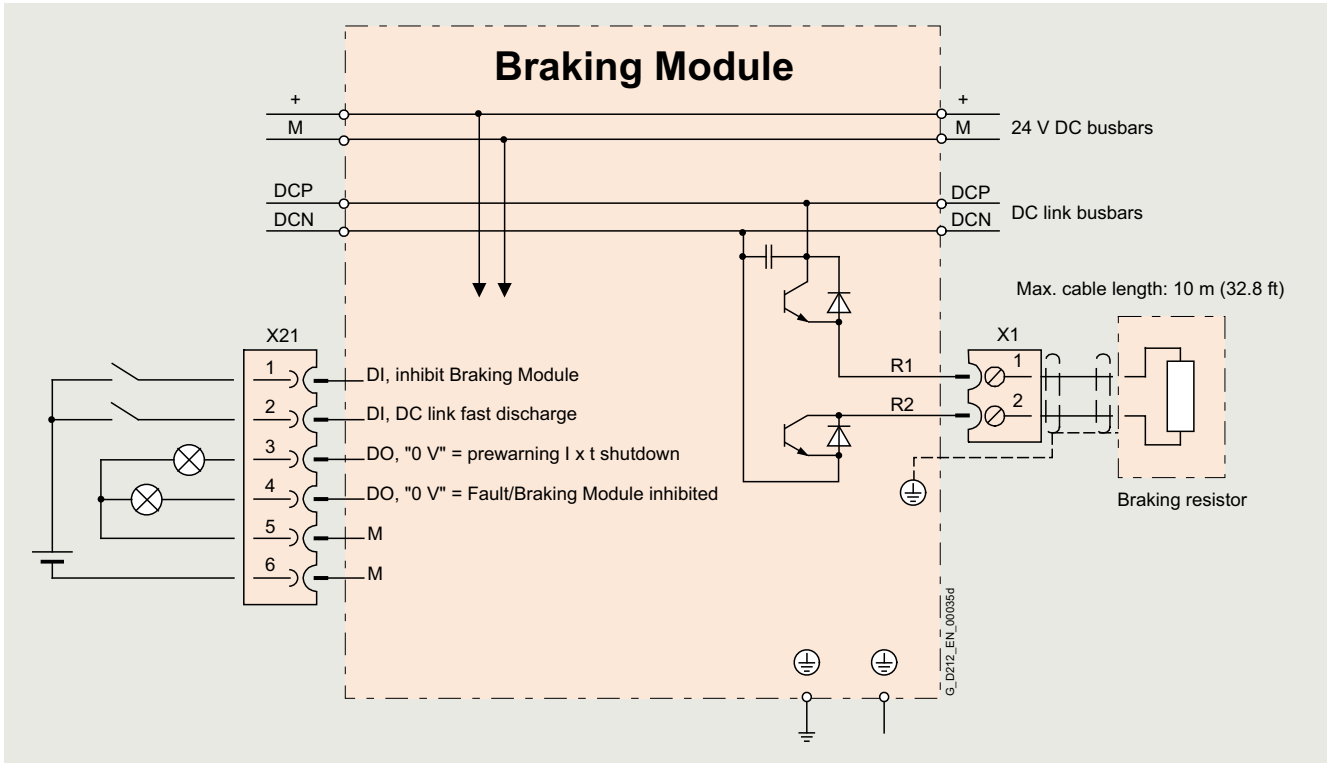 Braking Module
+
+
M
M
24 V DC busbars
DCP
DCP
DCN
DCN
DC link busbars
Max. cable length: 10 m (32.8 ft)
X21
X1
1
DI, inhibit Braking Module
R1
1
2
DI, DC link fast discharge
R2
2
3
DO, "0 V" = prewarning I x t shutdown
4
DO, "0 V" = Fault/Braking Module inhibited
Braking resistor
5
M
6
M
G_D212_EN_00035d